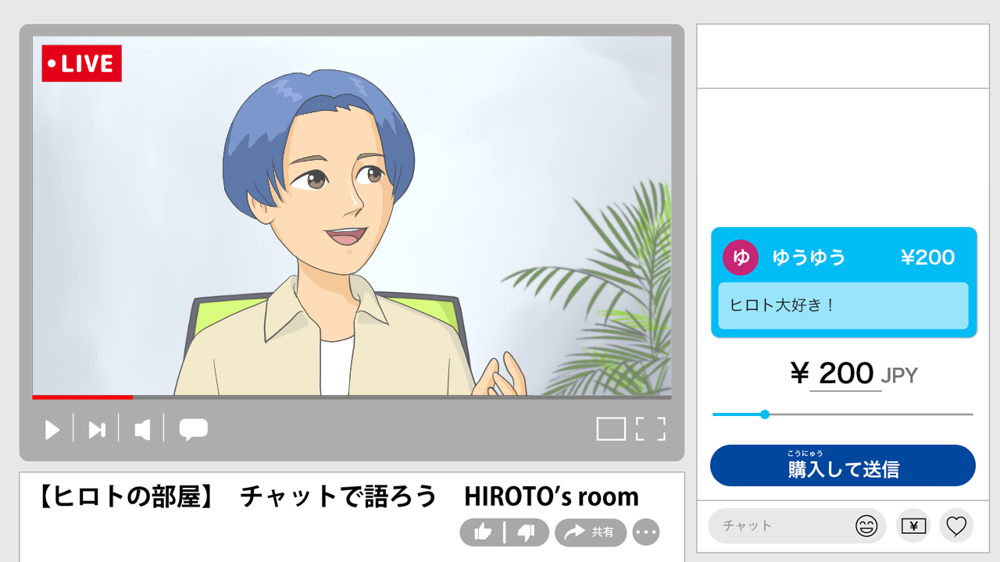 LIVE
ゆ ゆうゆう ¥200
ヒロト大好き！
¥ 200 JPY
こうにゅう
購入して送信
チャット ¥
【ヒロトの部屋】 チャットで語ろう HIROTO’s room
共有